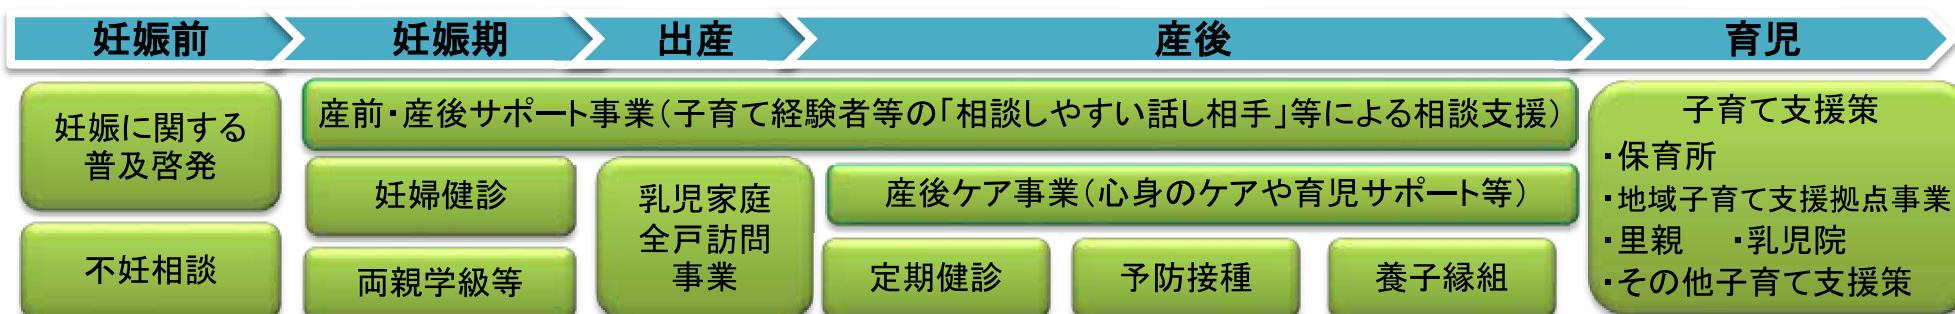 妊娠前
妊娠期
出産
産後
育児
妊娠に関する
普及啓発
不妊相談
産前・産後サポート事業(子育て経験者等の「相談しやすい話し相手」等による相談支援)
妊婦健診
両親学級等
乳児家庭
全戸訪問
事業
産後ケア事業(心身のケアや育児サポート等)
定期健診
予防接種
養子縁組
子育て支援策
・保育所
・地域子育て支援拠点事業
・里親 ・乳児院
・その他子育て支援策